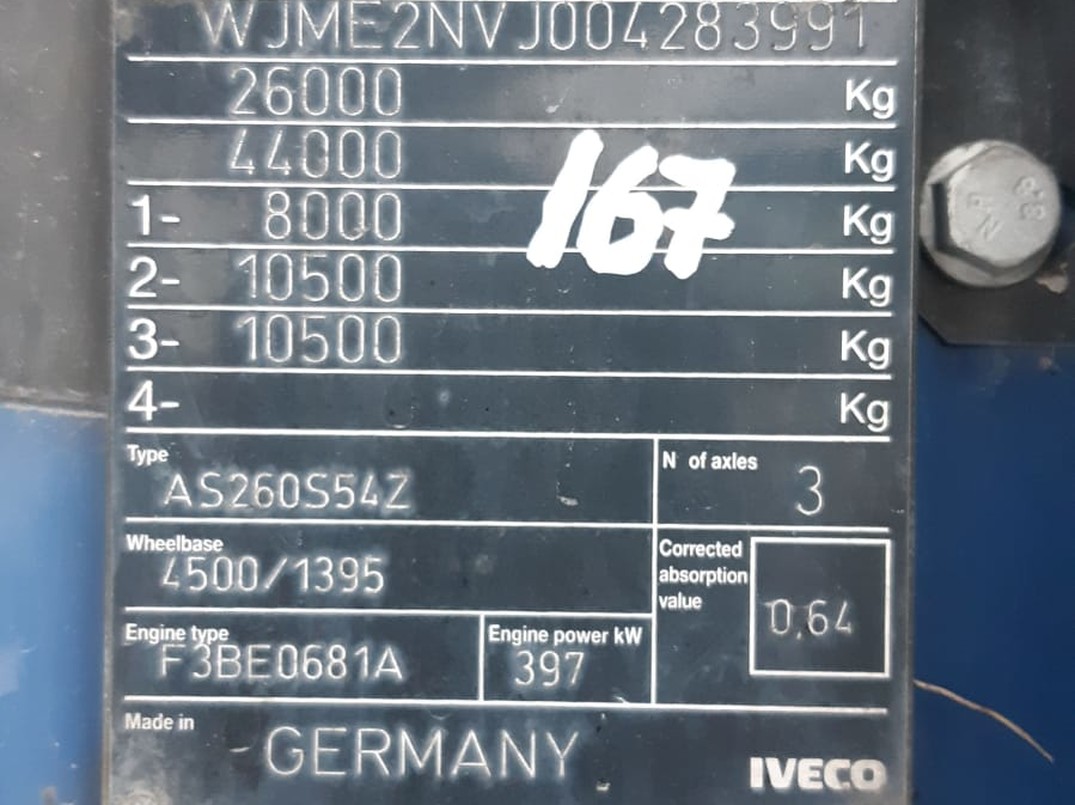 WJME2NVJ004283991
26000 Kg
44000 Kg
167
1- 8000 Kg
2- 10500 Kg
3- 10500 Kg
4- Kg
Type
AS260S54Z
N of axles
3
Wheelbase
4500/1395
Corrected
absorption
value
0.64
Engine type
F3BE0681A
Engine power kW
397
Made in
GERMANY
IVECO